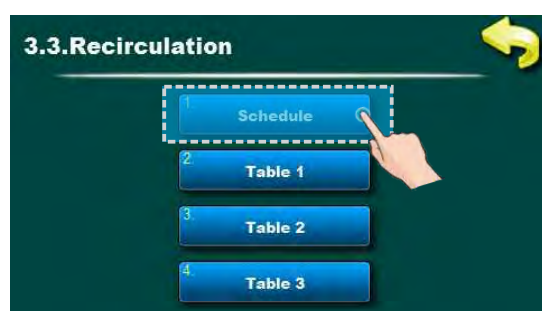 3.3.Recirculation
1
Schedule
2.
Table 1
3.
Table 2
4.
Table 3